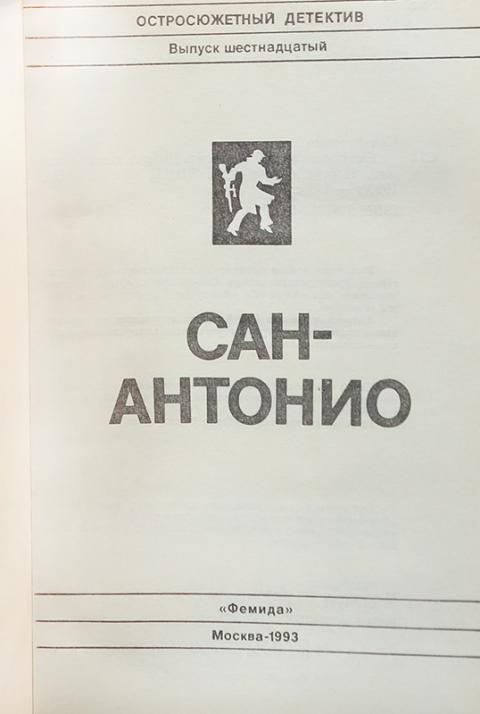 ОСТРОСЮЖЕТНЫЙ ДЕТЕКТИВ
Выпуск шестнадцатый
САН-
АНТОНИО
«Фемида»
Москва-1993